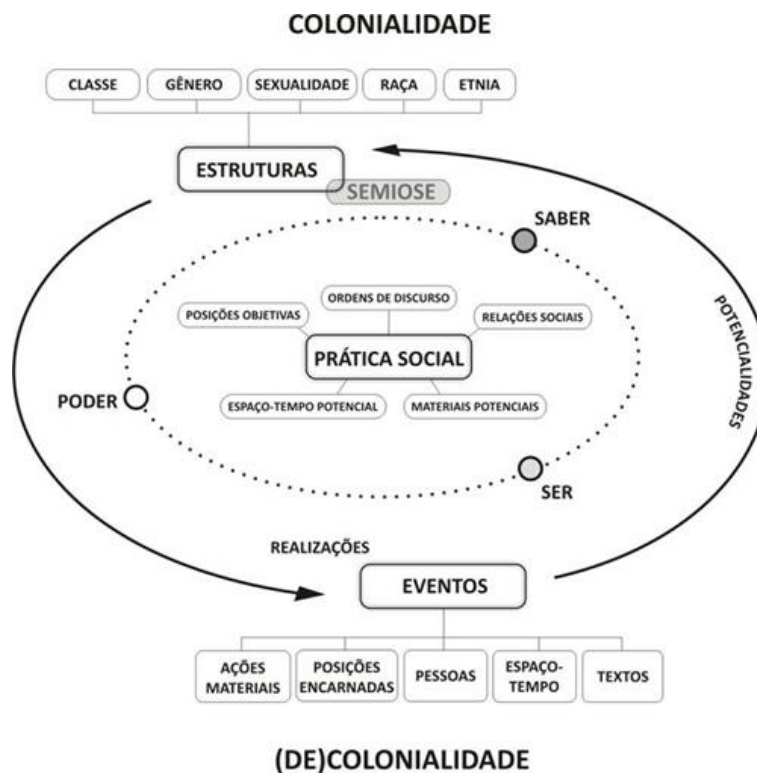 COLONIALIDADE
CLASSE
GÊNERO
SEXUALIDADE
RAÇA
ETNIA
ESTRUTURAS
SEMIOSE
SABER
ORDENS DE DISCURSO
POSIÇÕES OBJETIVAS
RELAÇÕES SOCIAIS
PRÁTICA SOCIAL
POTENCIALIDADES
PODER
ESPAÇO-TEMPO POTENCIAL
MATERIAIS POTENCIAIS
SER
REALIZAÇÕES
EVENTOS
AÇÕES
MATERIAIS
POSIÇÕES
ENCARNADAS
PESSOAS
ESPAÇO-
TEMPO
TEXTOS
(DE)COLONIALIDADE